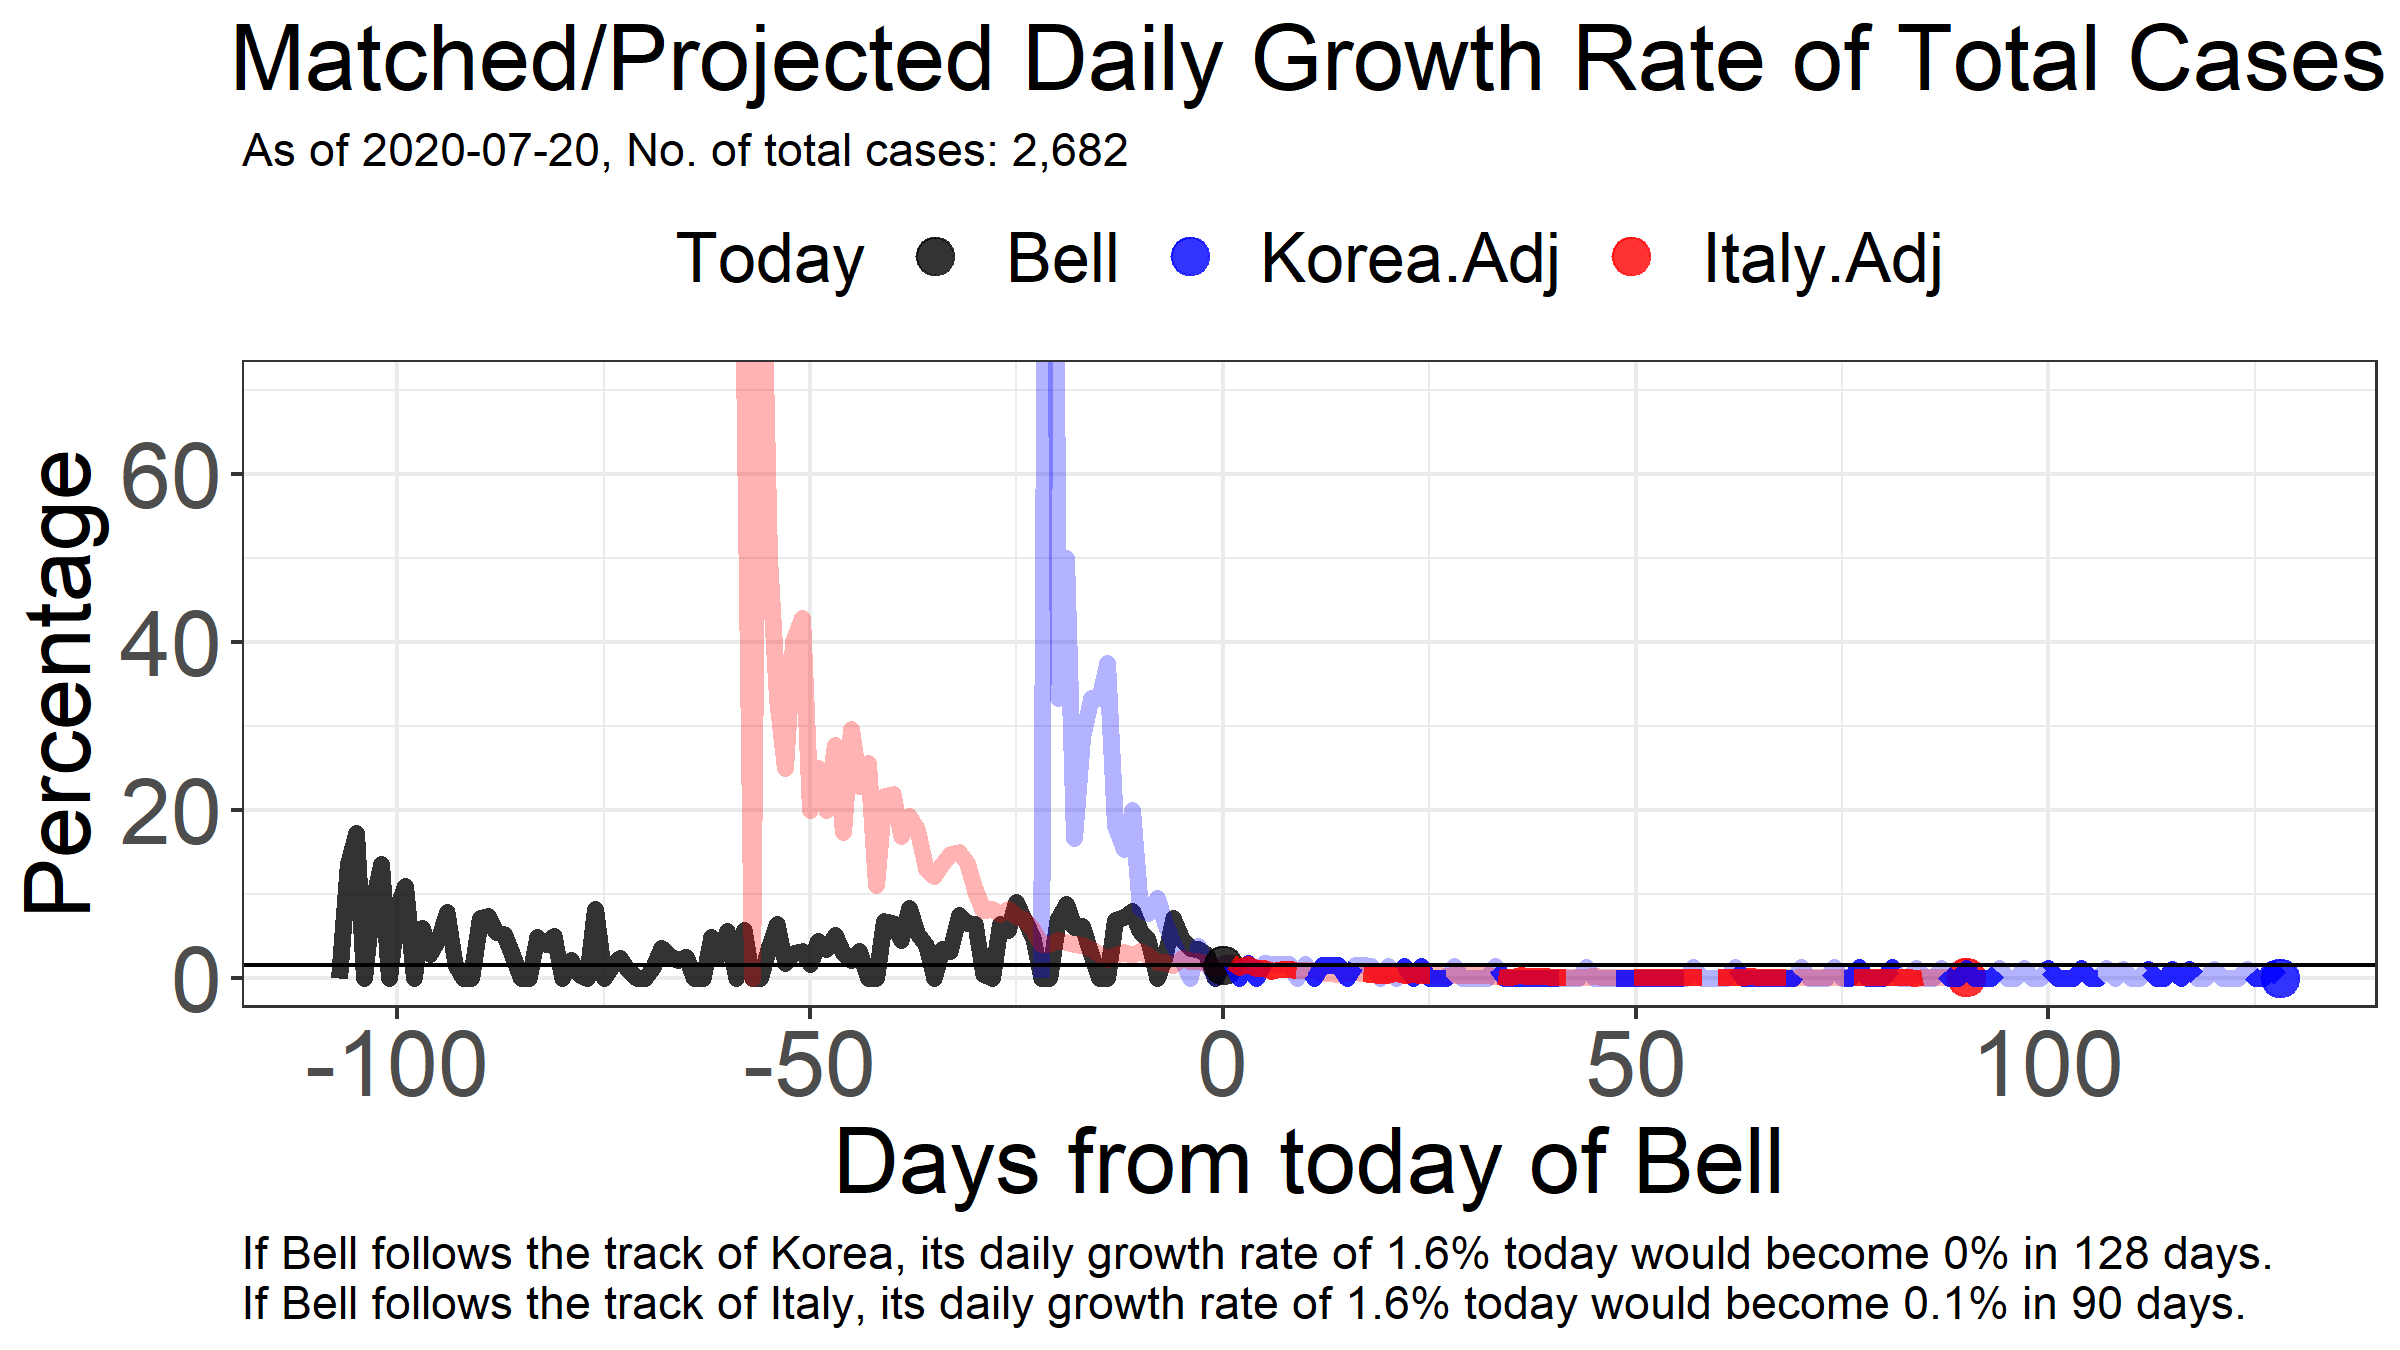 Matched/Projected Daily Growth Rate of Total Cases
As of 2020-07-20, No. of total cases: 2,682
Today Bell Korea.Adj Italy.Adj
Percentage
60
40
20
0
-100 -50 0 50 100
Days from today of Bell
If Bell follows the track of Korea, its daily growth rate of 1.6% today would become 0% in 128 days.
If Bell follows the track of Italy, its daily growth rate of 1.6% today would become 0.1% in 90 days.